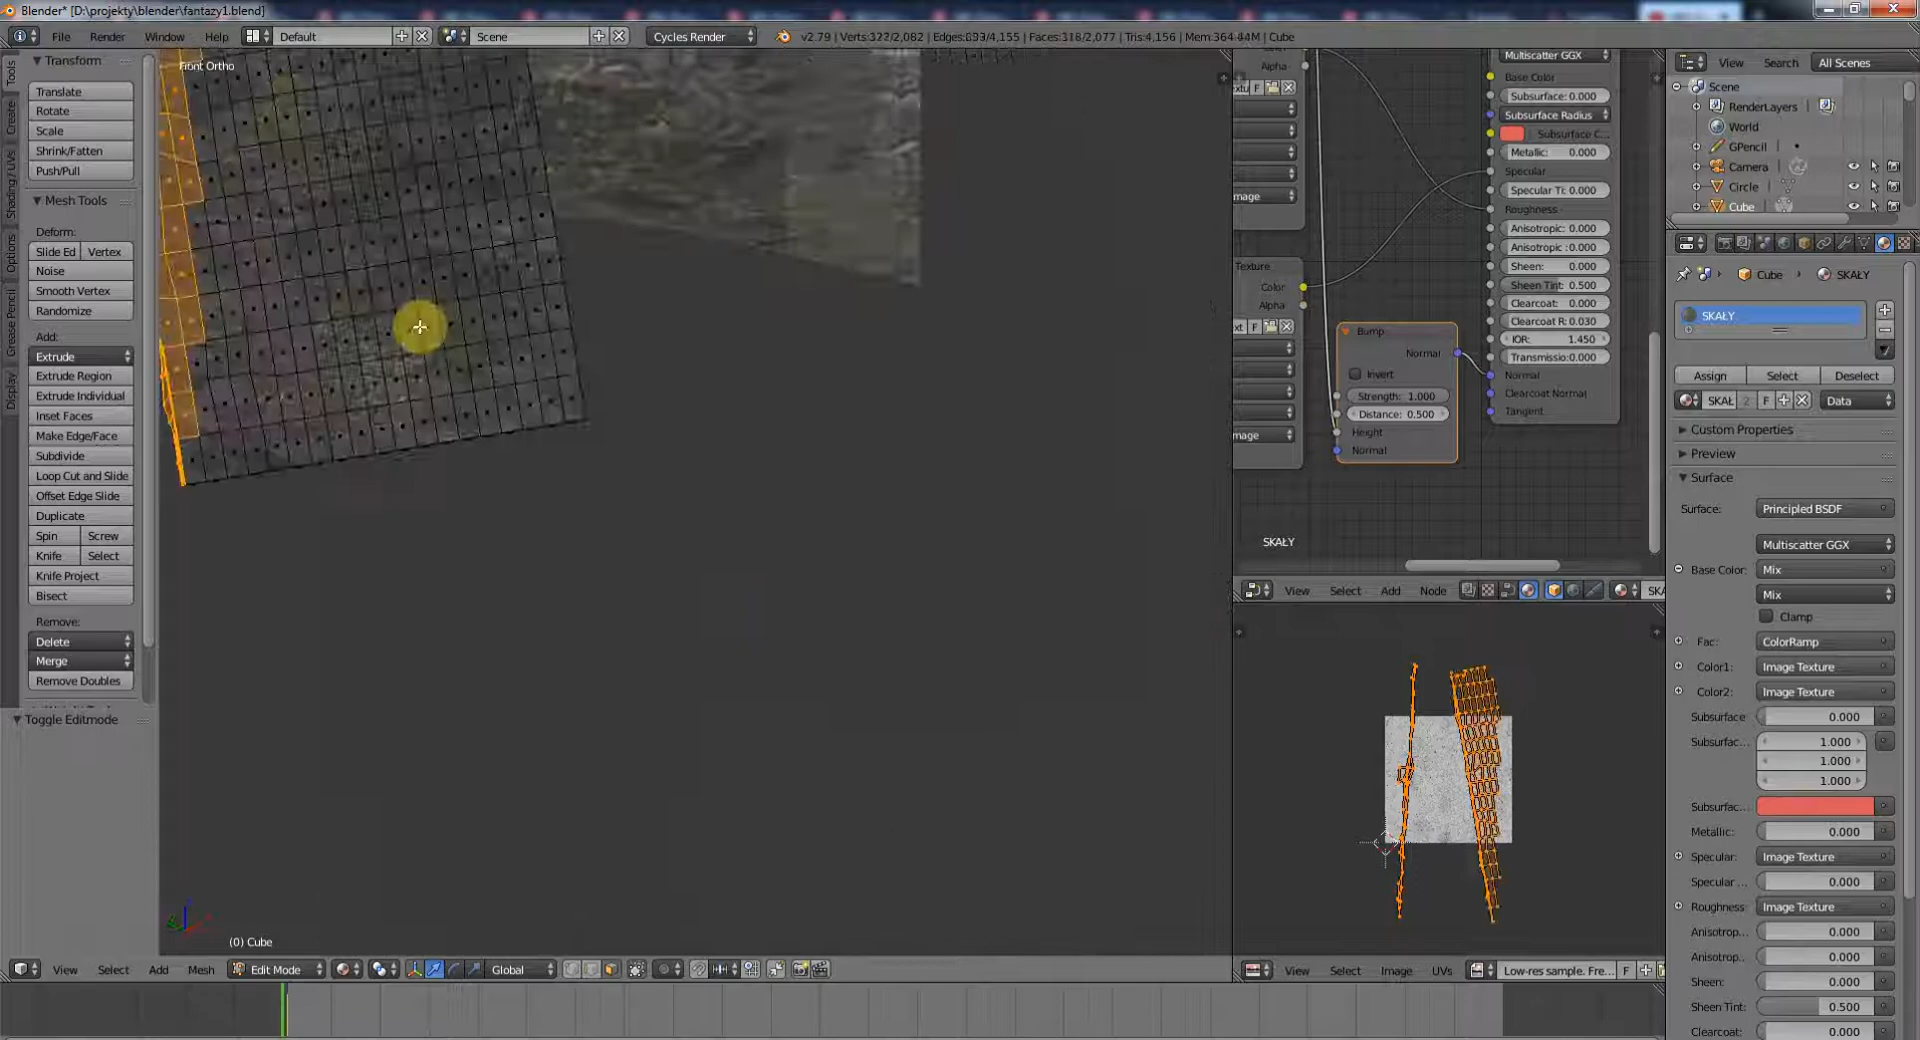 Blender* [D:\projekty\blender\fantazy1.blend]
File Render Window Help Default Scene Cycles Render v2.79 | Verts:322/2,082 | Edges:693/4,155 | Faces:318/2,077 | Tris:4,156 | Mem:364.44M | Cube
Tools
Create
Shading / UVs
Options
Grease Pencil
Display
Transform
Translate
Rotate
Scale
Shrink/Fatten
Push/Pull
Mesh Tools
Deform:
Slide Ed Vertex
Noise
Smooth Vertex
Randomize
Add:
Extrude
Extrude Region
Extrude Individual
Inset Faces
Make Edge/Face
Subdivide
Loop Cut and Slide
Offset Edge Slide
Duplicate
Spin Screw
Knife Select
Knife Project
Bisect
Remove:
Delete
Merge
Remove Doubles
Toggle Editmode
Front Ortho
(0) Cube
View Select Add Mesh Edit Mode Global
Alpha
F
mage
Texture
Color
Alpha
F
mage
Bump
Normal
Invert
Strength: 1.000
Distance: 0.500
Height
Normal
Multiscatter GGX
Base Color
Subsurface: 0.000
Subsurface Radius
Subsurface C...
Metallic: 0.000
Specular
Specular Ti: 0.000
Roughness
Anisotropic: 0.000
Anisotropic : 0.000
Sheen: 0.000
Sheen Tint: 0.500
Clearcoat: 0.000
Clearcoat R: 0.030
IOR: 1.450
Transmissio: 0.000
Normal
Clearcoat Normal
Tangent
SKAŁY
View Select Add Node SKA
View Select Image UVs Low-res sample. Fre... F
View Search All Scenes
Scene
RenderLayers
World
GPencil
Camera
Circle
Cube
Cube SKAŁY
SKAŁY
Assign Select Deselect
SKAŁ 2 F Data
Custom Properties
Preview
Surface
Surface: Principled BSDF
Multiscatter GGX
Base Color: Mix
Mix
Clamp
Fac: ColorRamp
Color1: Image Texture
Color2: Image Texture
Subsurface 0.000
Subsurfac... 1.000
1.000
1.000
Subsurfac...
Metallic: 0.000
Specular: Image Texture
Specular ... 0.000
Roughness Image Texture
Anisotrop... 0.000
Anisotrop... 0.000
Sheen: 0.000
Sheen Tint: 0.500
Clearcoat: 0.000